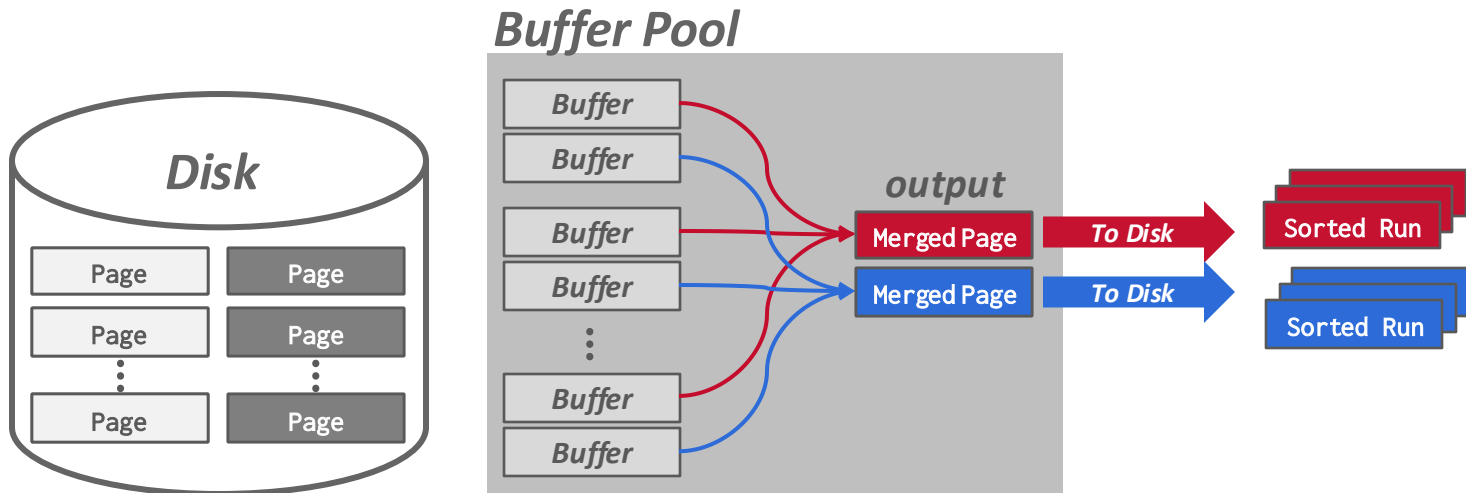 Buffer Pool
Disk
Page Page
Page Page
Page Page
Buffer
Buffer
Buffer
Buffer
Buffer
Buffer
output
Merged Page
Merged Page
To Disk
To Disk
Sorted Run
Sorted Run